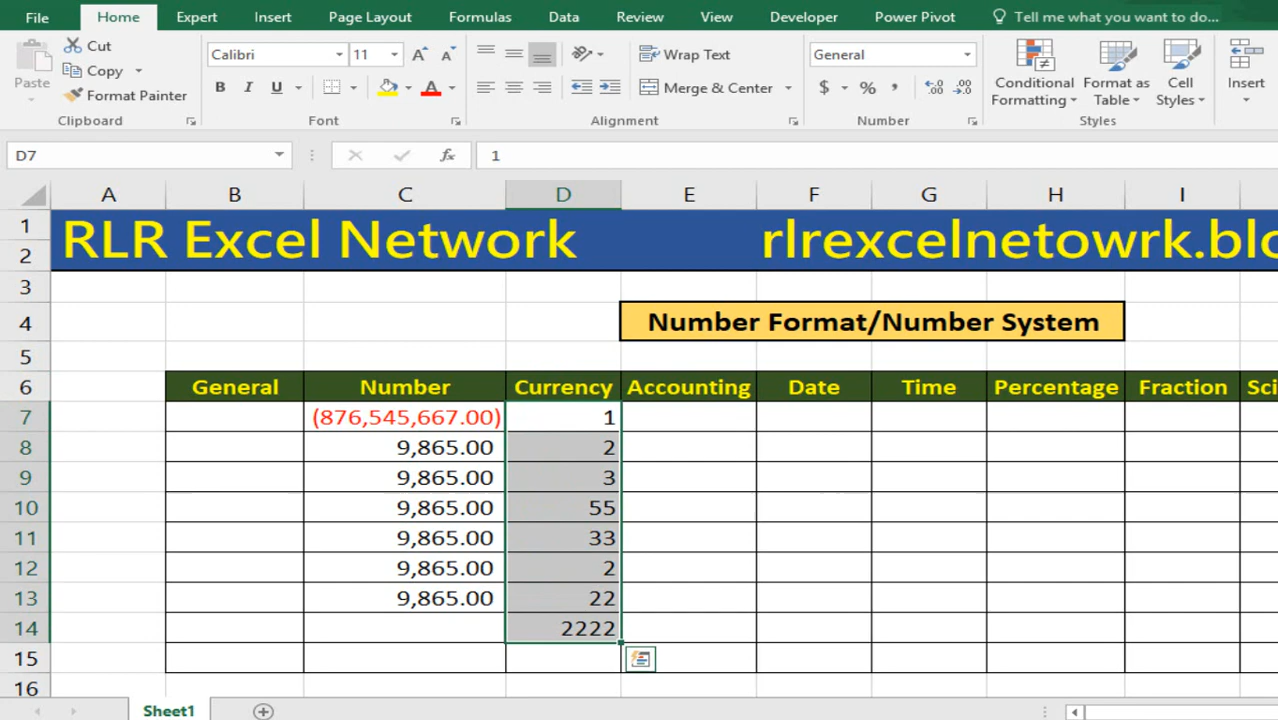 File Home Expert Insert Page Layout Formulas Data Review View Developer Power Pivot Tell me what you want to do...
Paste
Cut
Copy
Format Painter
Calibri 11
B I U
A A A
Wrap Text
Merge & Center
General
$ % ,
Conditional Formatting
Format as Table
Cell Styles
Insert
Clipboard Font Alignment Number Styles
D7 fx 1
A B C D E F G H I
1
2
RLR Excel Network rlrexcelnetowrk.blo
3
4 Number Format/Number System
5
6 General Number Currency Accounting Date Time Percentage Fraction Sci
7 (876,545,667.00) 1
8 9,865.00 2
9 9,865.00 3
10 9,865.00 55
11 9,865.00 33
12 9,865.00 2
13 9,865.00 22
14 2222
15
16
Sheet1